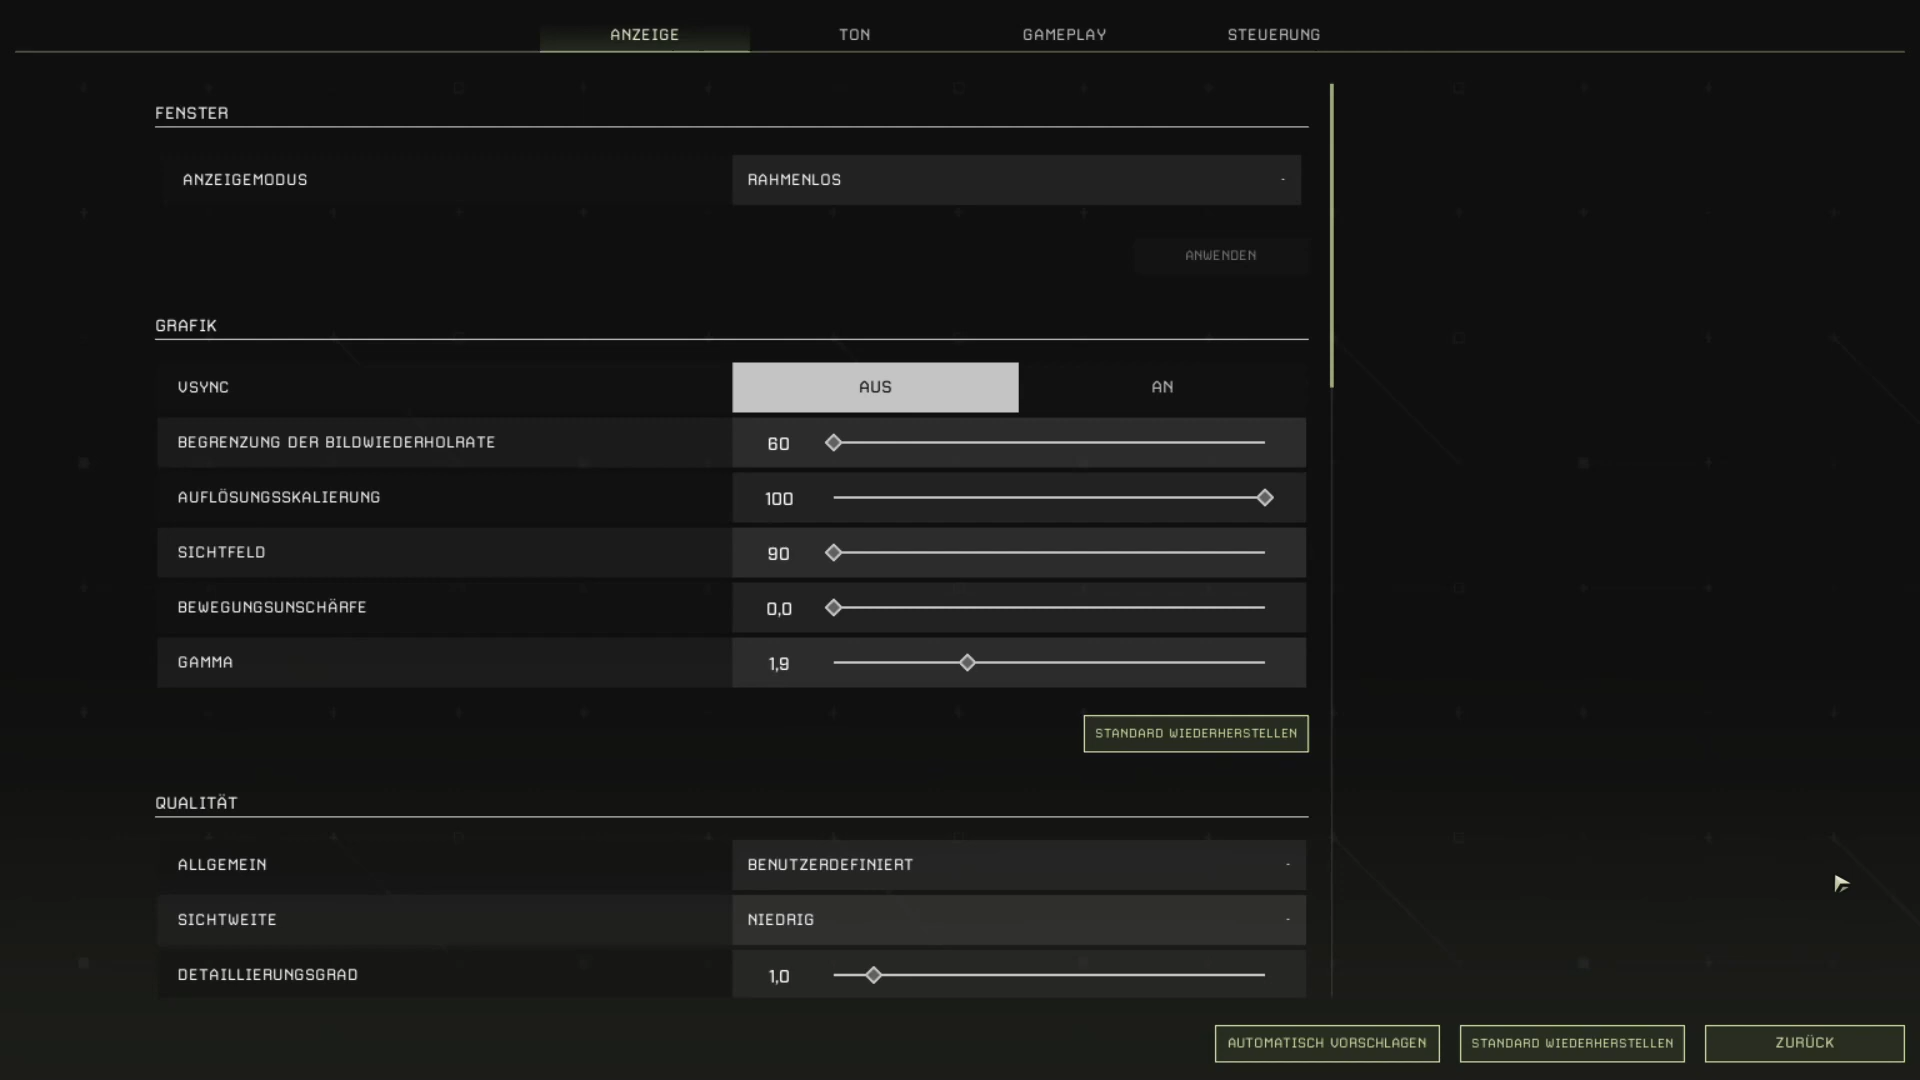 ANZEIGE TON GAMEPLAY STEUERUNG
FENSTER
ANZEIGEMODUS RAHMENLOS -
ANWENDEN
GRAFIK
VSYNC AUS AN
BEGRENZUNG DER BILDWIEDERHOLRATE 60
AUFLÖSUNGSSKALIERUNG 100
SICHTFELD 90
BEWEGUNGSUNSCHÄRFE 0,0
GAMMA 1,9
STANDARD WIEDERHERSTELLEN
QUALITÄT
ALLGEMEIN BENUTZERDEFINIERT -
SICHTWEITE NIEDRIG -
DETAILLIERUNGSGRAD 1,0
AUTOMATISCH VORSCHLAGEN STANDARD WIEDERHERSTELLEN ZURÜCK